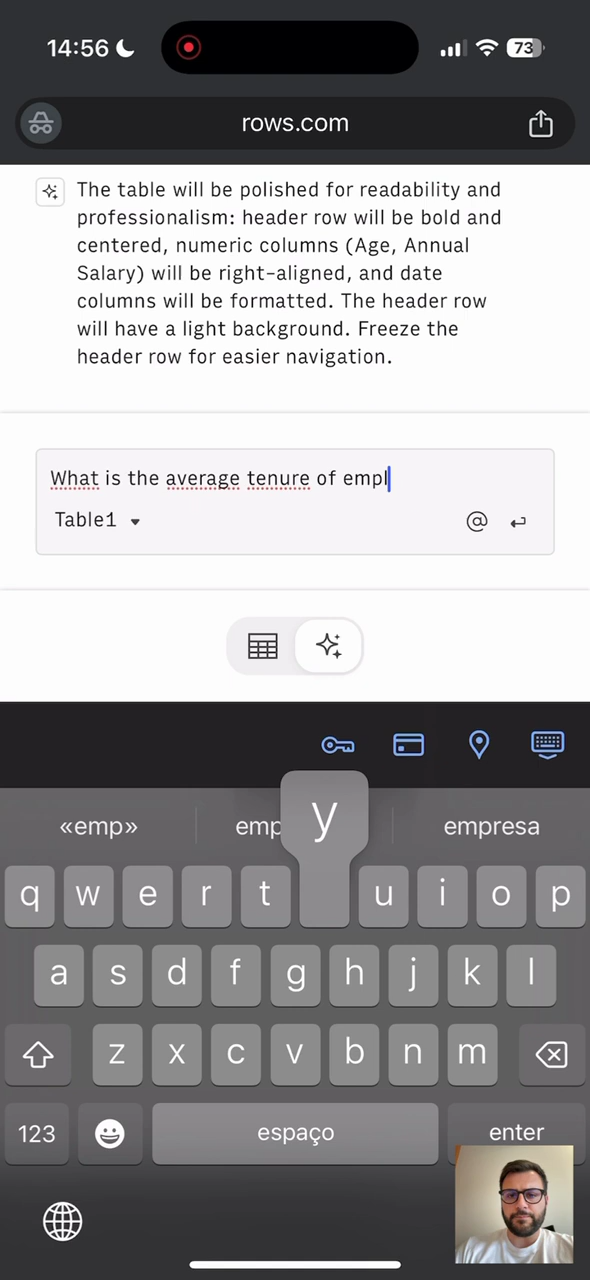 14:56
73
rows.com
The table will be polished for readability and
professionalism: header row will be bold and
centered, numeric columns (Age, Annual
Salary) will be right-aligned, and date
columns will be formatted. The header row
will have a light background. Freeze the
header row for easier navigation.
What is the average tenure of empl
Table1
@
«emp» emp empresa
y
q w e r t u i o p
a s d f g h j k l
z x c v b n m
123 espaço enter